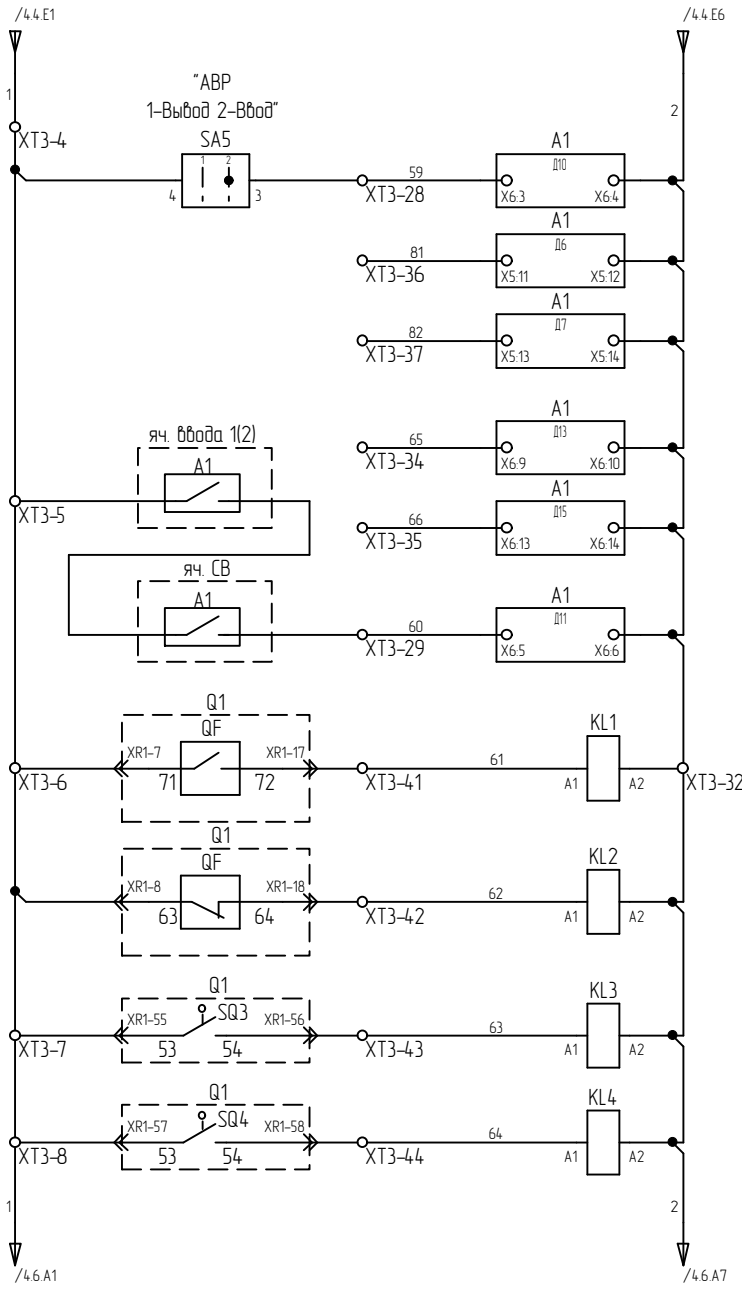 /4.4.E1
/4.4.E6
1
2
"АВР
1-Вывод 2-Ввод"
SA5
XT3-4
1 2
4
3
59
XT3-28
A1
Д10
X6:3
X6:4
81
XT3-36
A1
Д6
X5:11
X5:12
82
XT3-37
A1
Д7
X5:13
X5:14
65
XT3-34
A1
Д13
X6:9
X6:10
яч. ввода 1(2)
A1
XT3-5
66
XT3-35
A1
Д15
X6:13
X6:14
яч. СВ
A1
60
XT3-29
A1
Д11
X6:5
X6:6
Q1
QF
XR1-7
XR1-17
71
72
XT3-6
XT3-41
61
KL1
A1
A2
XT3-32
Q1
QF
XR1-8
XR1-18
63
64
XT3-42
62
KL2
A1
A2
Q1
SQ3
XR1-55
XR1-56
53
54
XT3-7
XT3-43
63
KL3
A1
A2
Q1
SQ4
XR1-57
XR1-58
53
54
XT3-8
XT3-44
64
KL4
A1
A2
1
2
/4.6.A1
/4.6.A7